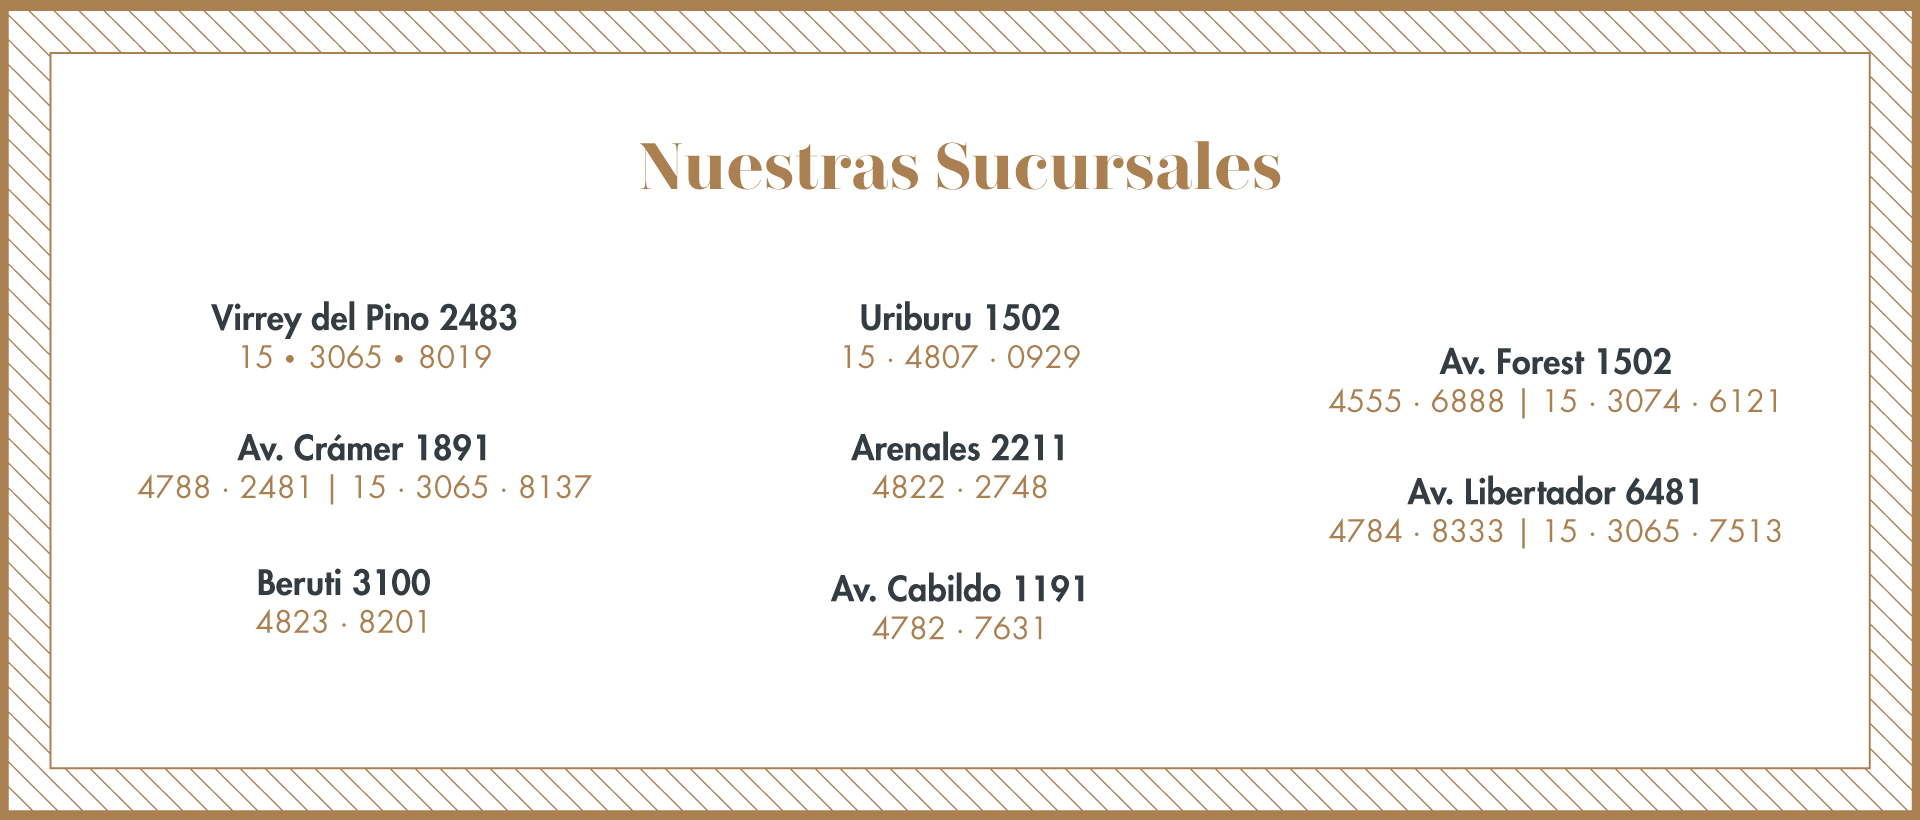 Nuestras Sucursales
Virrey del Pino 2483
15 • 3065 • 8019
Av. Crámer 1891
4788 · 2481 | 15 · 3065 · 8137
Beruti 3100
4823 · 8201
Uriburu 1502
15 · 4807 · 0929
Arenales 2211
4822 · 2748
Av. Cabildo 1191
4782 · 7631
Av. Forest 1502
4555 · 6888 | 15 · 3074 · 6121
Av. Libertador 6481
4784 · 8333 | 15 · 3065 · 7513